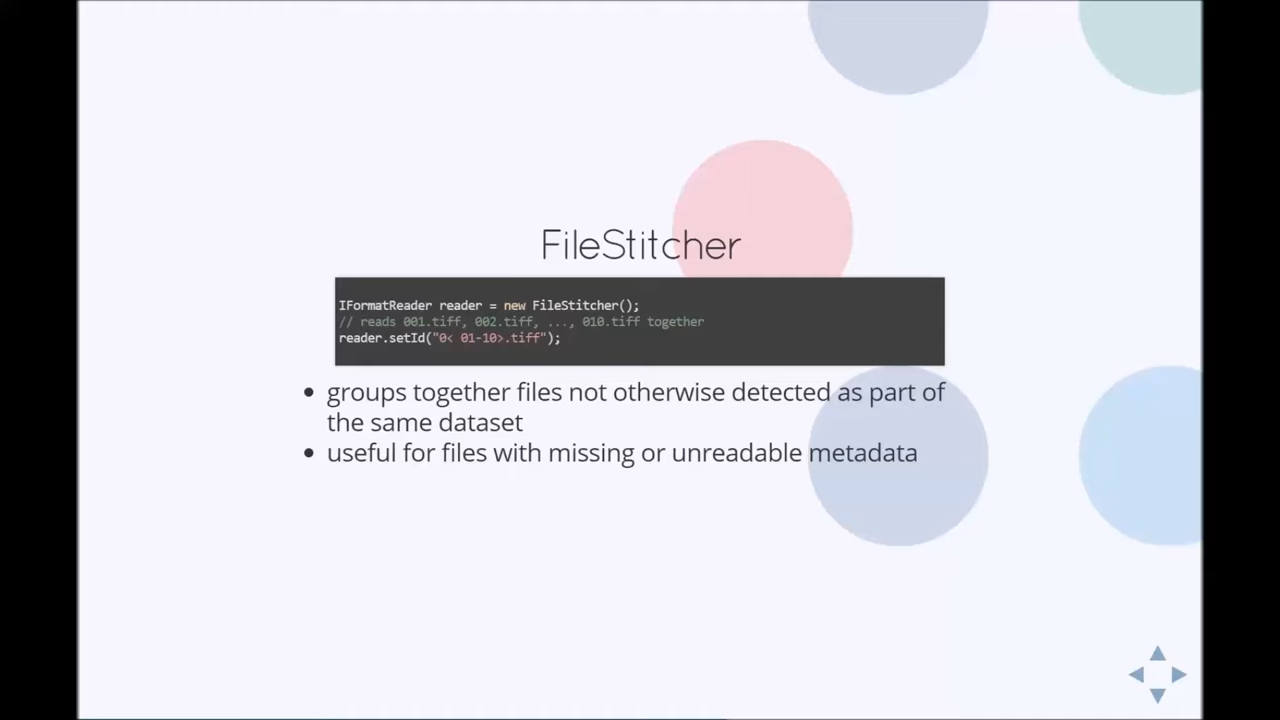 FileStitcher
IFormatReader reader = new FileStitcher();
// reads 001.tiff, 002.tiff, ..., 010.tiff together
reader.setId("0< 01-10>.tiff");
• groups together files not otherwise detected as part of
the same dataset
• useful for files with missing or unreadable metadata